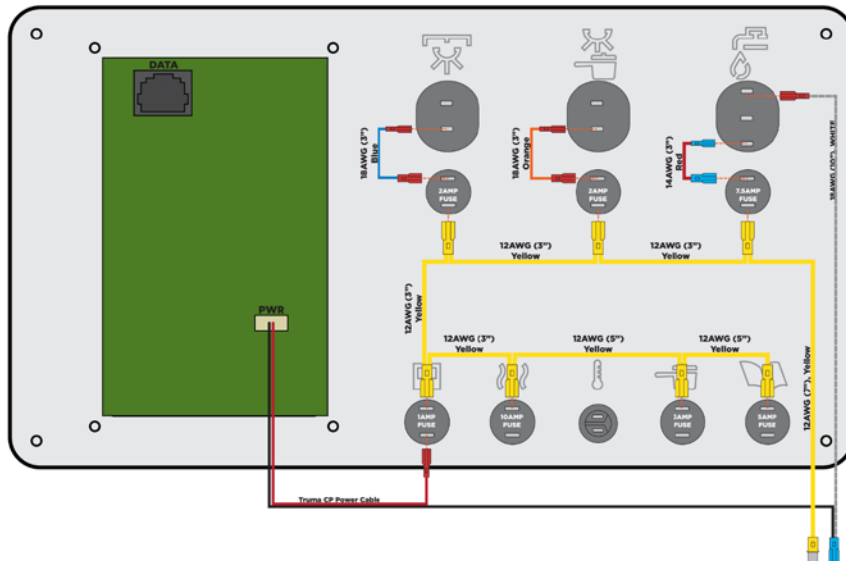 DATA
18AWG (3")
Blue
18AWG (3")
Orange
14AWG (3")
Red
18AWG (10"), WHITE
2AMP
FUSE
2AMP
FUSE
7.5AMP
FUSE
12AWG (3")
Yellow
12AWG (3")
Yellow
12AWG (3")
Yellow
PWR
12AWG (3")
Yellow
12AWG (5")
Yellow
12AWG (5")
Yellow
12AWG (7"), Yellow
1AMP
FUSE
10AMP
FUSE
FUSE
5AMP
FUSE
Truma CP Power Cable